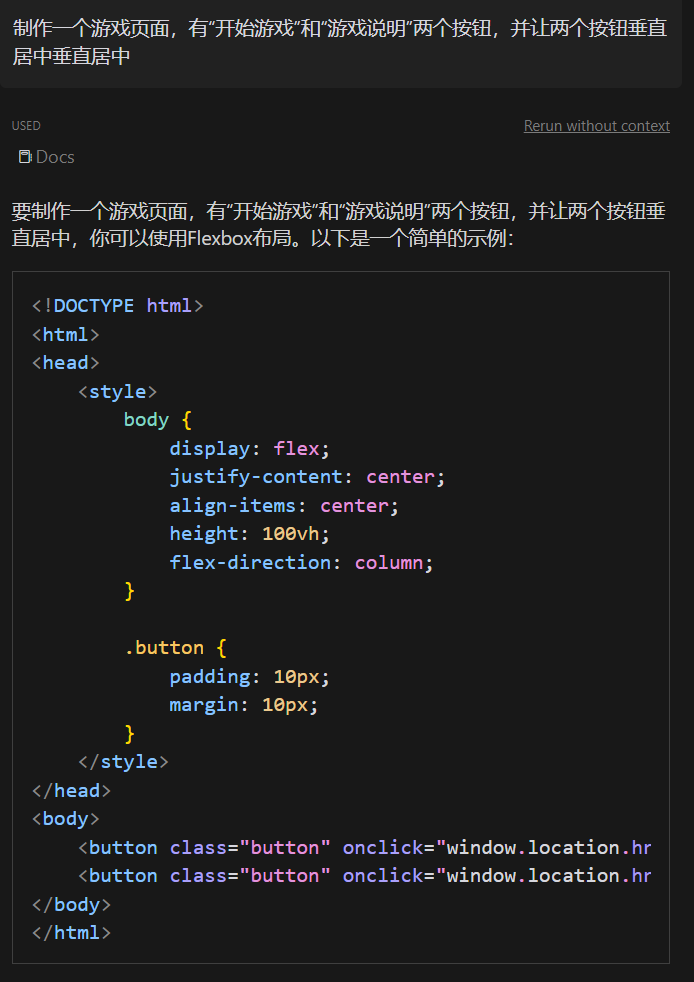 制作一个游戏页面，有“开始游戏”和“游戏说明”两个按钮，并让两个按钮垂直
居中垂直居中
USED
Rerun without context
Docs
要制作一个游戏页面，有“开始游戏”和“游戏说明”两个按钮，并让两个按钮垂
直居中，你可以使用Flexbox布局。以下是一个简单的示例：
<!DOCTYPE html>
<html>
<head>
    <style>
        body {
            display: flex;
            justify-content: center;
            align-items: center;
            height: 100vh;
            flex-direction: column;
        }

        .button {
            padding: 10px;
            margin: 10px;
        }
    </style>
</head>
<body>
    <button class="button" onclick="window.location.hr
    <button class="button" onclick="window.location.hr
</body>
</html>